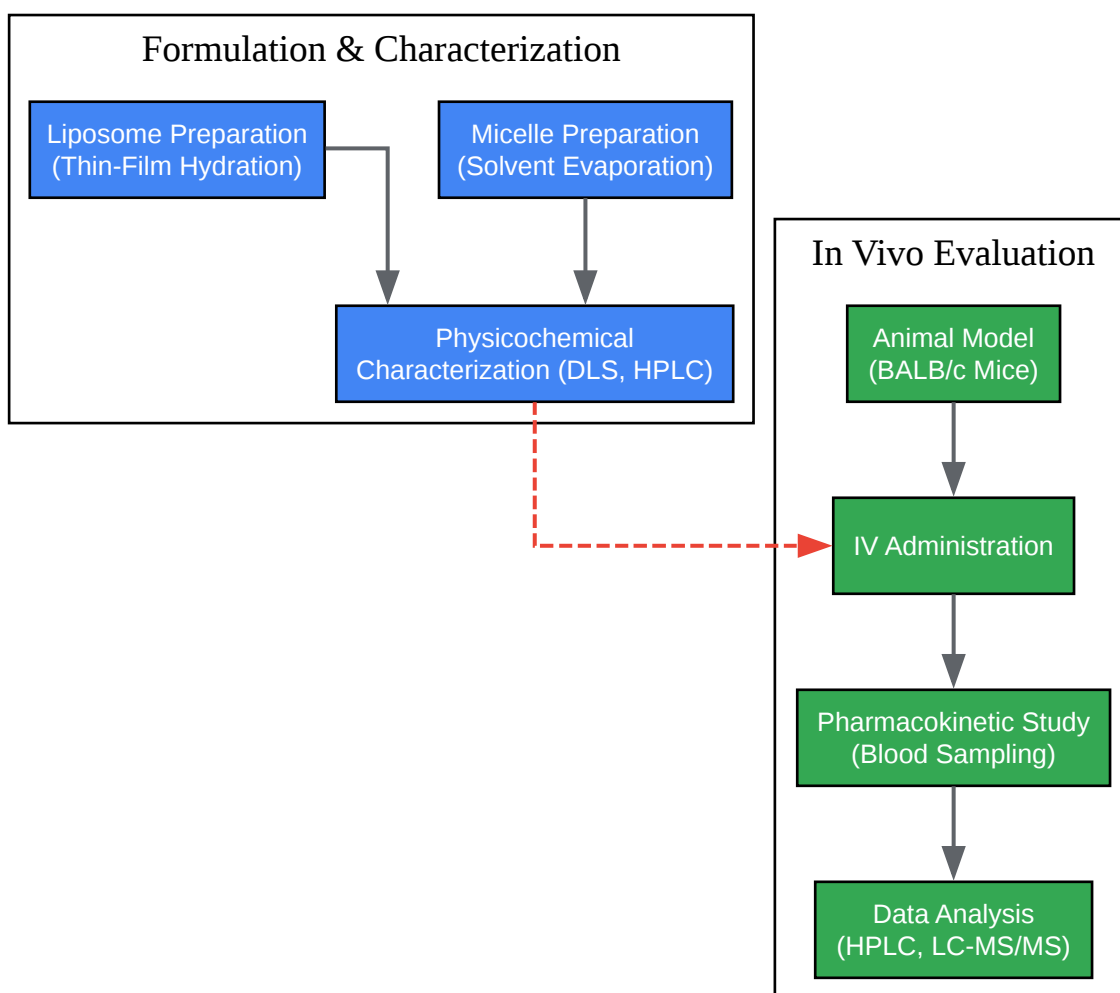 Formulation & Characterization
Liposome Preparation
(Thin-Film Hydration)
Micelle Preparation
(Solvent Evaporation)
Physicochemical
Characterization (DLS, HPLC)
In Vivo Evaluation
Animal Model
(BALB/c Mice)
IV Administration
Pharmacokinetic Study
(Blood Sampling)
Data Analysis
(HPLC, LC-MS/MS)